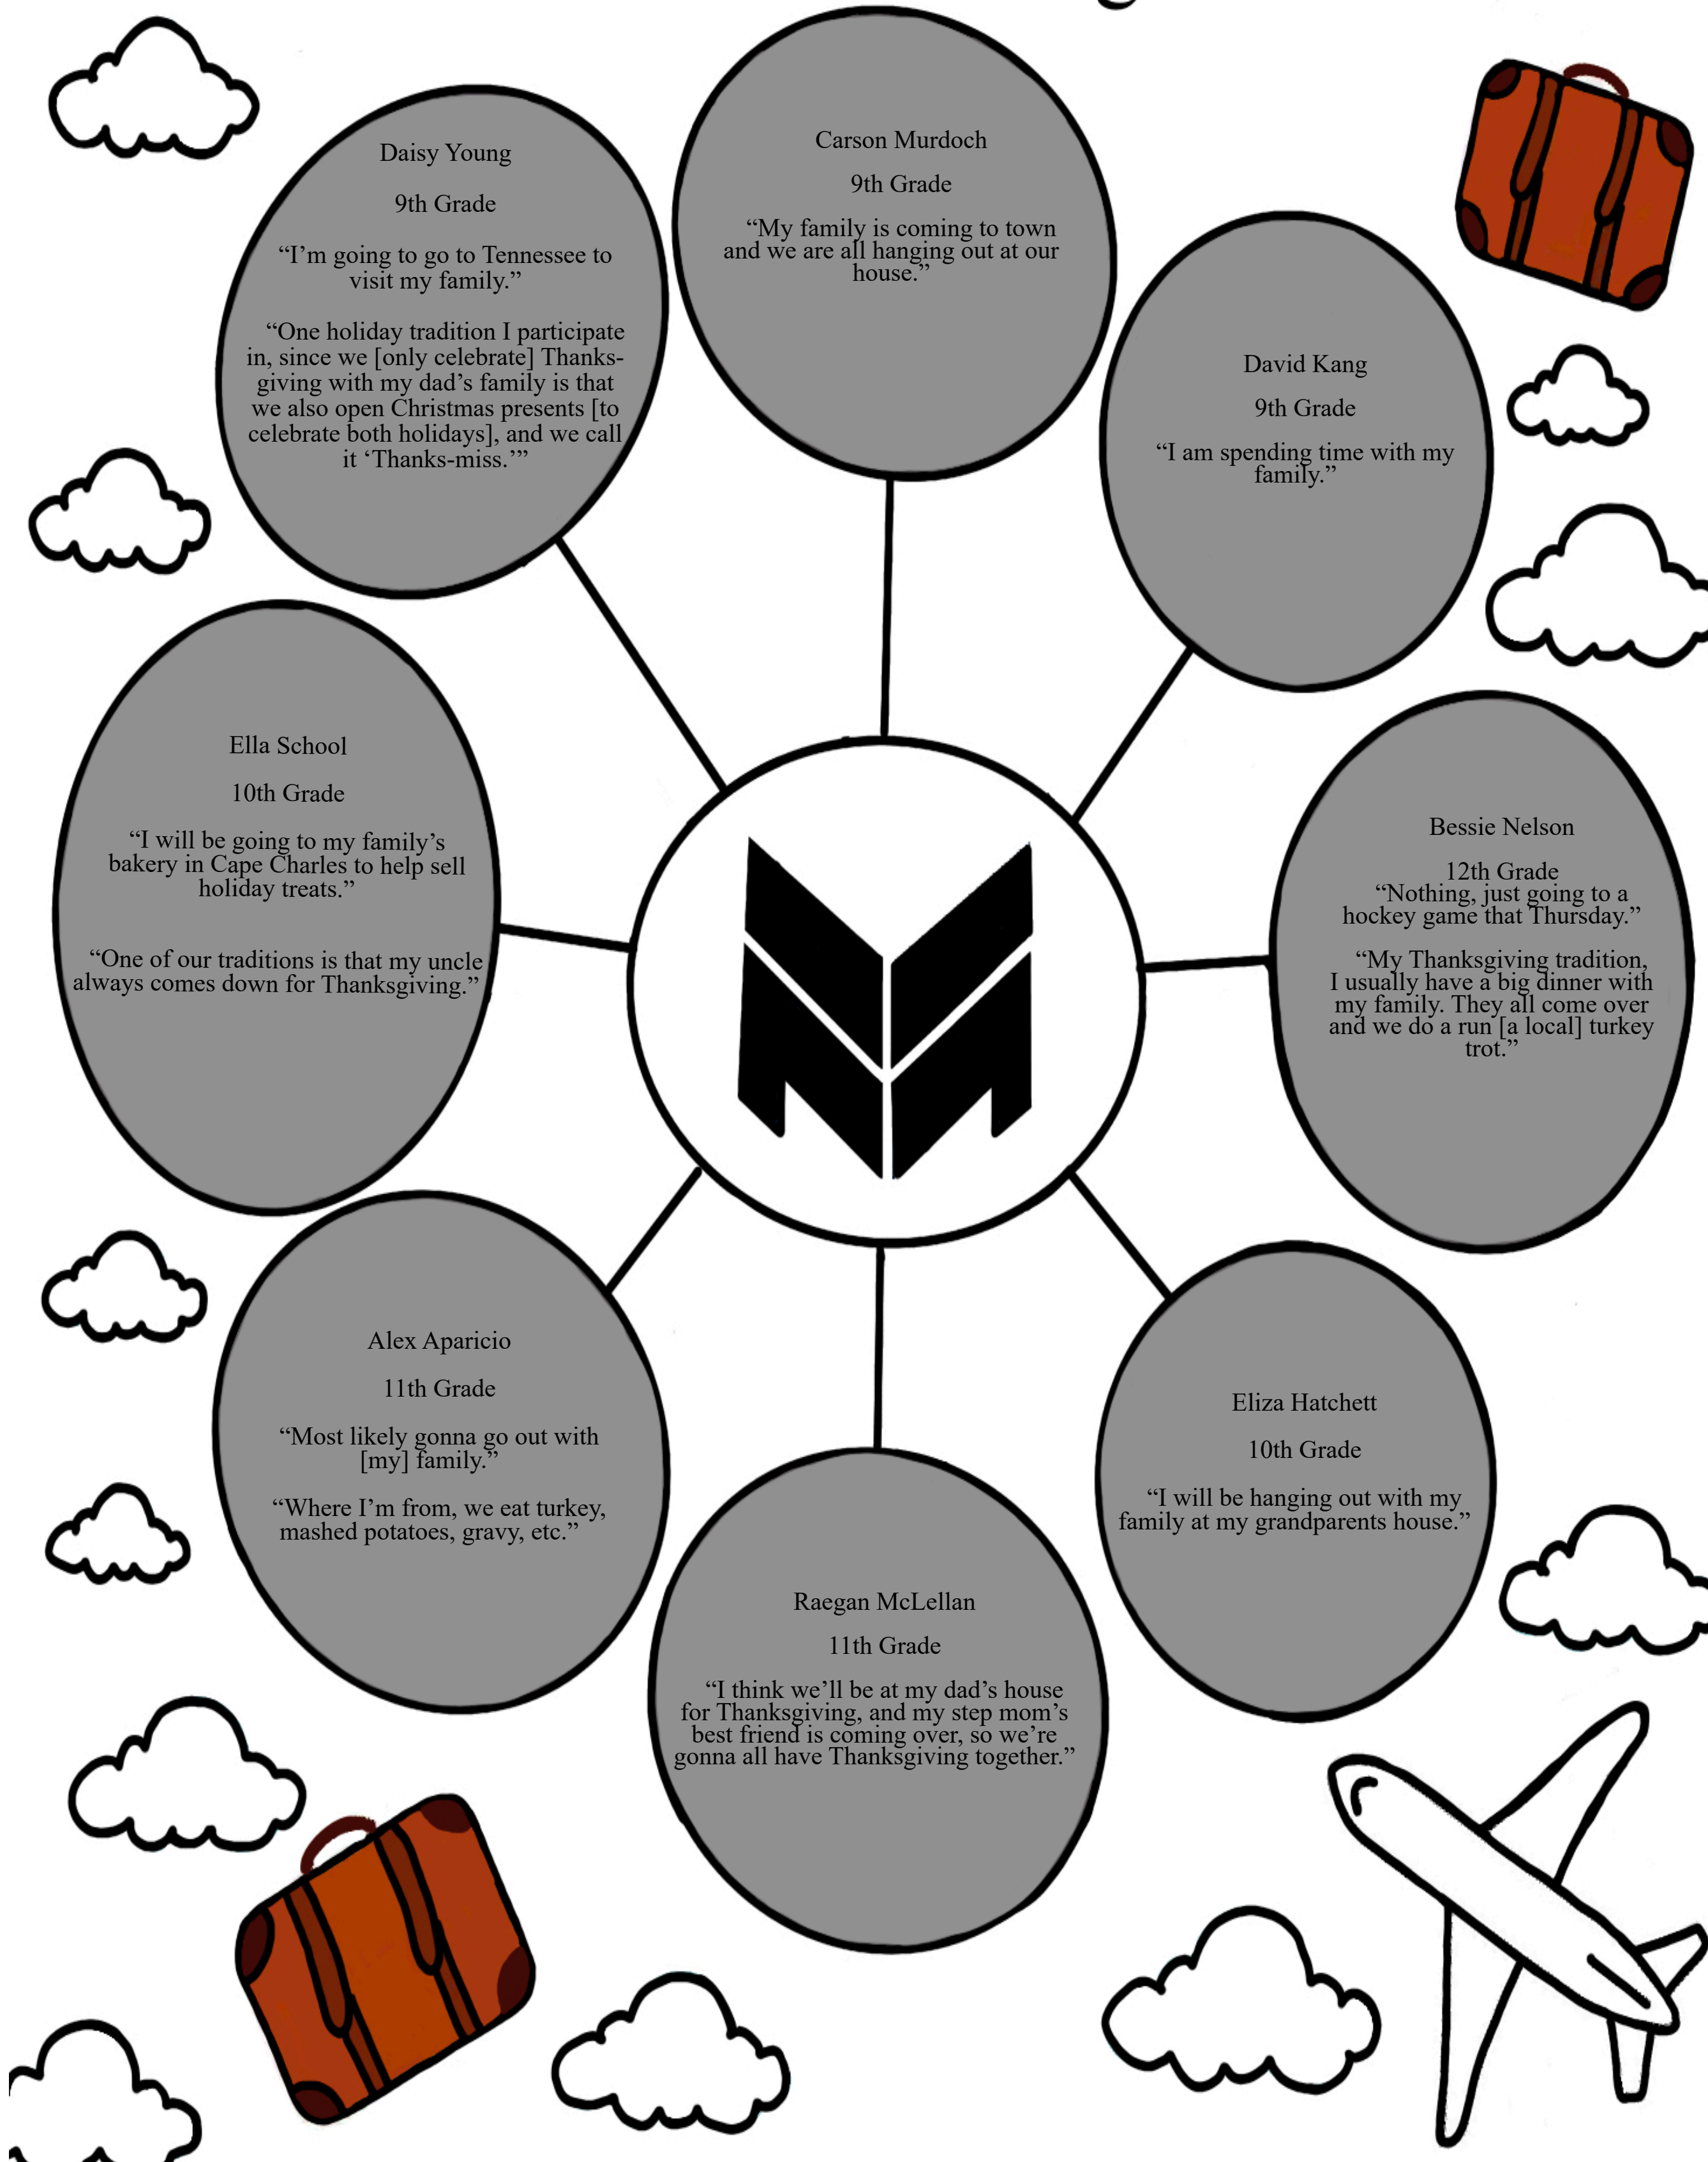 Daisy Young
9th Grade
“I’m going to go to Tennessee to
visit my family.”
“One holiday tradition I participate
in, since we [only celebrate] Thanks-
giving with my dad’s family is that
we also open Christmas presents [to
celebrate both holidays], and we call
it ‘Thanks-miss.’”
Carson Murdoch
9th Grade
“My family is coming to town
and we are all hanging out at our
house.”
David Kang
9th Grade
“I am spending time with my
family.”
Ella School
10th Grade
“I will be going to my family’s
bakery in Cape Charles to help sell
holiday treats.”
“One of our traditions is that my uncle
always comes down for Thanksgiving.”
Bessie Nelson
12th Grade
“Nothing, just going to a
hockey game that Thursday.”
“My Thanksgiving tradition,
I usually have a big dinner with
my family. They all come over
and we do a run [a local] turkey
trot.”
Alex Aparicio
11th Grade
“Most likely gonna go out with
[my] family.”
“Where I’m from, we eat turkey,
mashed potatoes, gravy, etc.”
Eliza Hatchett
10th Grade
“I will be hanging out with my
family at my grandparents house.”
Raegan McLellan
11th Grade
“I think we’ll be at my dad’s house
for Thanksgiving, and my step mom’s
best friend is coming over, so we’re
gonna all have Thanksgiving together.”